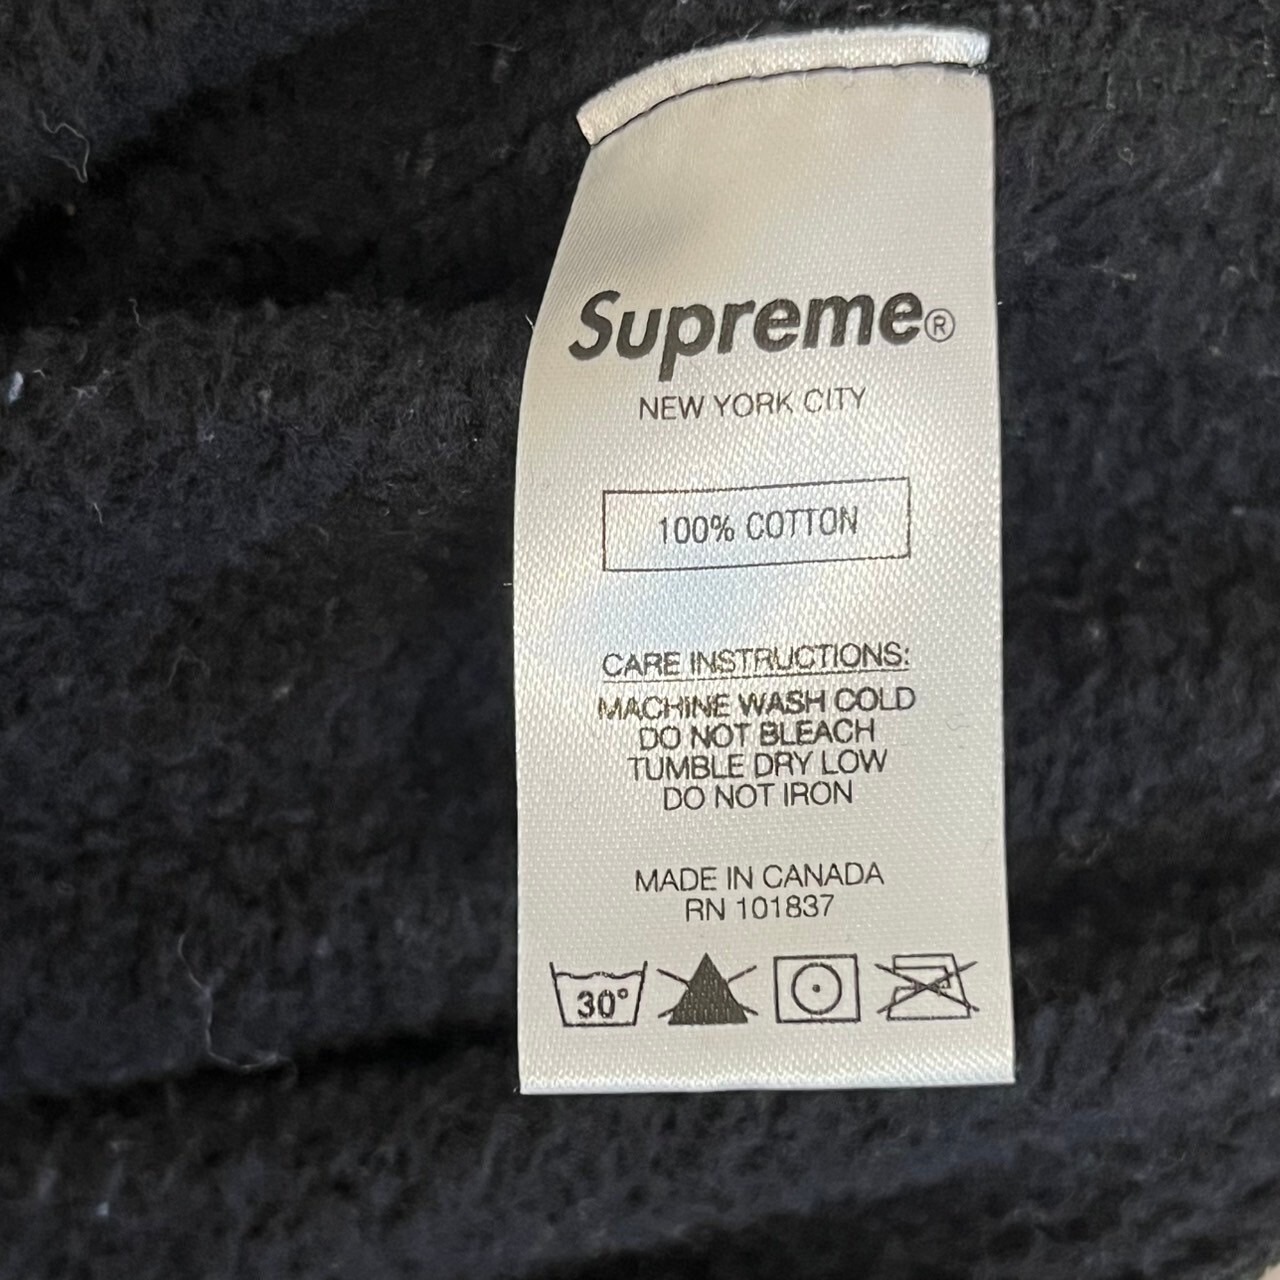 Supreme®
NEW YORK CITY
100% COTTON
CARE INSTRUCTIONS:
MACHINE WASH COLD
DO NOT BLEACH
TUMBLE DRY LOW
DO NOT IRON
MADE IN CANADA
RN 101837
30°